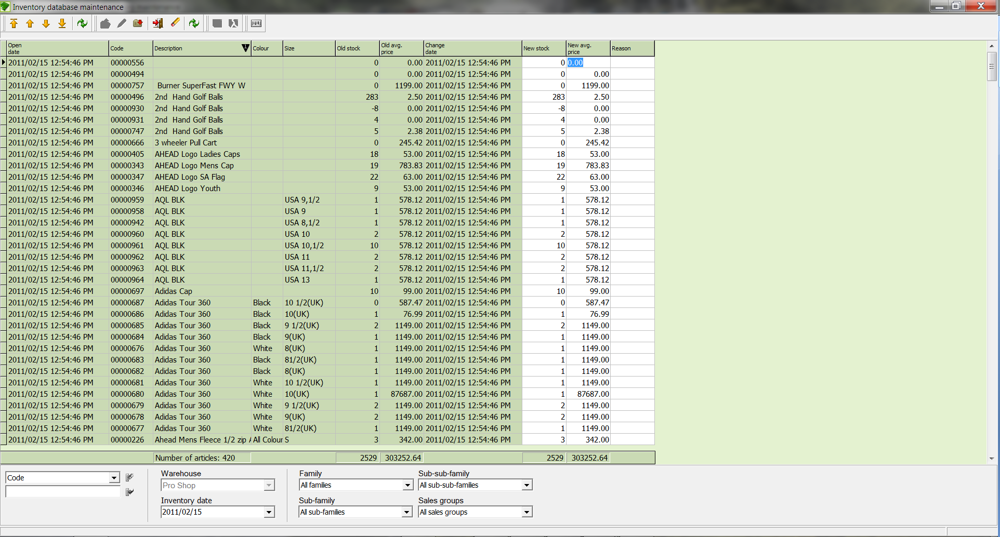 Inventory database maintenance
Open date Code Description 1 Colour Size Old stock Old avg. price Change date New stock New avg. price Reason
2011/02/15 12:54:46 PM 00000556 0 0.00 2011/02/15 12:54:46 PM 0 0.00
2011/02/15 12:54:46 PM 00000494 0 0.00 2011/02/15 12:54:46 PM 0 0.00
2011/02/15 12:54:46 PM 00000757 Burner SuperFast FWY W 0 1199.00 2011/02/15 12:54:46 PM 0 1199.00
2011/02/15 12:54:46 PM 00000496 2nd Hand Golf Balls 283 2.50 2011/02/15 12:54:46 PM 283 2.50
2011/02/15 12:54:46 PM 00000930 2nd Hand Golf Balls -8 0.00 2011/02/15 12:54:46 PM -8 0.00
2011/02/15 12:54:46 PM 00000931 2nd Hand Golf Balls 4 0.00 2011/02/15 12:54:46 PM 4 0.00
2011/02/15 12:54:46 PM 00000747 2nd Hand Golf Balls 5 2.38 2011/02/15 12:54:46 PM 5 2.38
2011/02/15 12:54:46 PM 00000666 3 wheeler Pull Cart 0 245.42 2011/02/15 12:54:46 PM 0 245.42
2011/02/15 12:54:46 PM 00000405 AHEAD Logo Ladies Caps 18 53.00 2011/02/15 12:54:46 PM 18 53.00
2011/02/15 12:54:46 PM 00000343 AHEAD Logo Mens Cap 19 783.83 2011/02/15 12:54:46 PM 19 783.83
2011/02/15 12:54:46 PM 00000347 AHEAD Logo SA Flag 22 63.00 2011/02/15 12:54:46 PM 22 63.00
2011/02/15 12:54:46 PM 00000346 AHEAD Logo Youth 9 53.00 2011/02/15 12:54:46 PM 9 53.00
2011/02/15 12:54:46 PM 00000959 AQL BLK USA 9,1/2 1 578.12 2011/02/15 12:54:46 PM 1 578.12
2011/02/15 12:54:46 PM 00000958 AQL BLK USA 9 1 578.12 2011/02/15 12:54:46 PM 1 578.12
2011/02/15 12:54:46 PM 00000942 AQL BLK USA 8,1/2 1 578.12 2011/02/15 12:54:46 PM 1 578.12
2011/02/15 12:54:46 PM 00000960 AQL BLK USA 10 2 578.12 2011/02/15 12:54:46 PM 2 578.12
2011/02/15 12:54:46 PM 00000961 AQL BLK USA 10,1/2 10 578.12 2011/02/15 12:54:46 PM 10 578.12
2011/02/15 12:54:46 PM 00000962 AQL BLK USA 11 2 578.12 2011/02/15 12:54:46 PM 2 578.12
2011/02/15 12:54:46 PM 00000963 AQL BLK USA 11,1/2 2 578.12 2011/02/15 12:54:46 PM 2 578.12
2011/02/15 12:54:46 PM 00000964 AQL BLK USA 13 1 578.12 2011/02/15 12:54:46 PM 1 578.12
2011/02/15 12:54:46 PM 00000697 Adidas Cap 10 99.00 2011/02/15 12:54:46 PM 10 99.00
2011/02/15 12:54:46 PM 00000687 Adidas Tour 360 Black 10 1/2(UK) 0 587.47 2011/02/15 12:54:46 PM 0 587.47
2011/02/15 12:54:46 PM 00000686 Adidas Tour 360 Black 10(UK) 1 76.99 2011/02/15 12:54:46 PM 1 76.99
2011/02/15 12:54:46 PM 00000685 Adidas Tour 360 Black 9 1/2(UK) 2 1149.00 2011/02/15 12:54:46 PM 2 1149.00
2011/02/15 12:54:46 PM 00000684 Adidas Tour 360 Black 9(UK) 1 1149.00 2011/02/15 12:54:46 PM 1 1149.00
2011/02/15 12:54:46 PM 00000676 Adidas Tour 360 White 8(UK) 1 1149.00 2011/02/15 12:54:46 PM 1 1149.00
2011/02/15 12:54:46 PM 00000683 Adidas Tour 360 Black 81/2(UK) 1 1149.00 2011/02/15 12:54:46 PM 1 1149.00
2011/02/15 12:54:46 PM 00000682 Adidas Tour 360 Black 8(UK) 1 1149.00 2011/02/15 12:54:46 PM 1 1149.00
2011/02/15 12:54:46 PM 00000681 Adidas Tour 360 White 10 1/2(UK) 1 1149.00 2011/02/15 12:54:46 PM 1 1149.00
2011/02/15 12:54:46 PM 00000680 Adidas Tour 360 White 10(UK) 1 87687.00 2011/02/15 12:54:46 PM 1 87687.00
2011/02/15 12:54:46 PM 00000679 Adidas Tour 360 White 9 1/2(UK) 2 1149.00 2011/02/15 12:54:46 PM 2 1149.00
2011/02/15 12:54:46 PM 00000678 Adidas Tour 360 White 9(UK) 2 1149.00 2011/02/15 12:54:46 PM 2 1149.00
2011/02/15 12:54:46 PM 00000677 Adidas Tour 360 White 81/2(UK) 1 1149.00 2011/02/15 12:54:46 PM 1 1149.00
2011/02/15 12:54:46 PM 00000226 Ahead Mens Fleece 1/2 zip A All Colour S 3 342.00 2011/02/15 12:54:46 PM 3 342.00
Number of articles: 420 2529 303252.64 2529 303252.64
Code
Warehouse
Pro Shop
Inventory date
2011/02/15
Family
All families
Sub-family
All sub-families
Sub-sub-family
All sub-sub-families
Sales groups
All sales groups